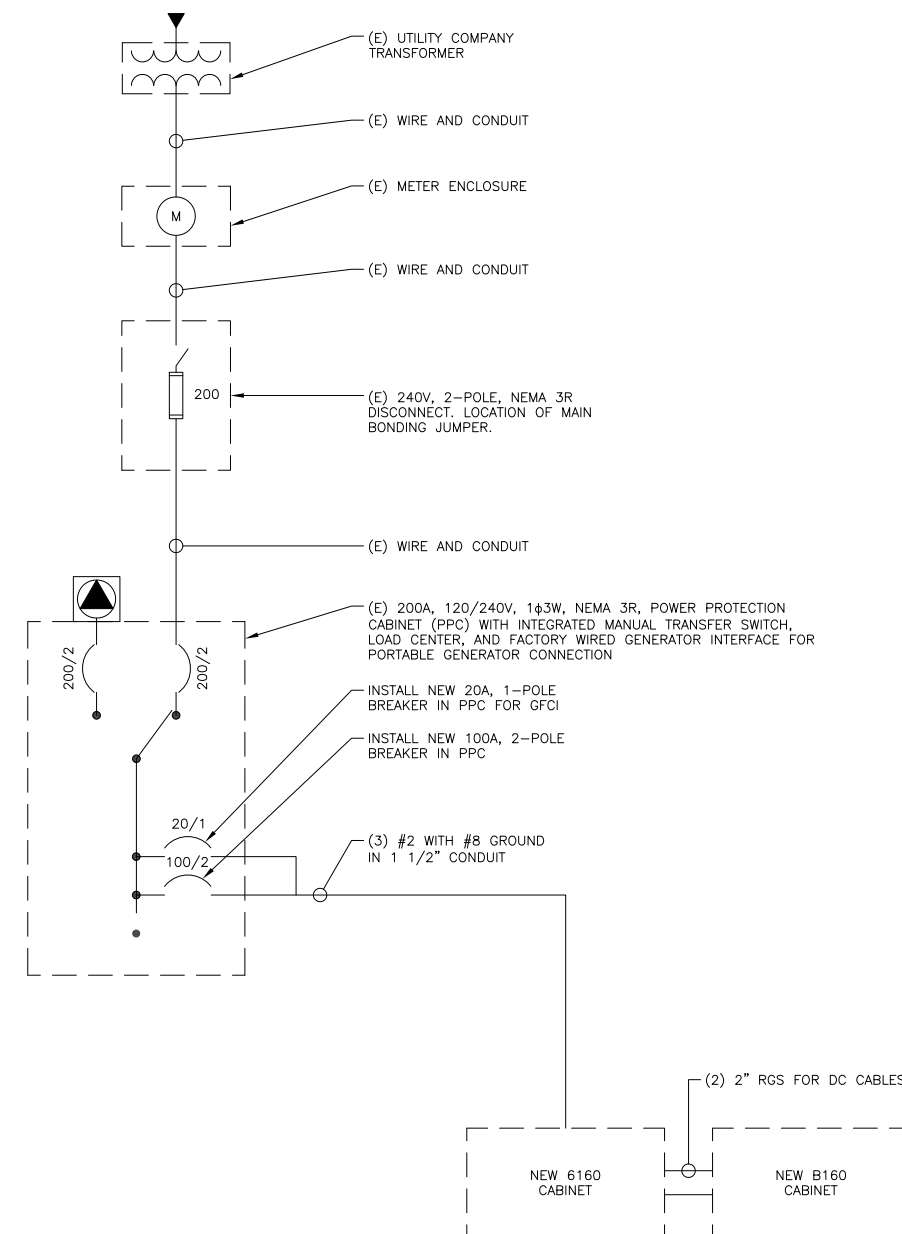 (E) UTILITY COMPANY
TRANSFORMER
(E) WIRE AND CONDUIT
(E) METER ENCLOSURE
M
(E) WIRE AND CONDUIT
200
(E) 240V, 2-POLE, NEMA 3R
DISCONNECT. LOCATION OF MAIN
BONDING JUMPER.
(E) WIRE AND CONDUIT
(E) 200A, 120/240V, 1ϕ3W, NEMA 3R, POWER PROTECTION
CABINET (PPC) WITH INTEGRATED MANUAL TRANSFER SWITCH,
LOAD CENTER, AND FACTORY WIRED GENERATOR INTERFACE FOR
PORTABLE GENERATOR CONNECTION
200/2
200/2
INSTALL NEW 20A, 1-POLE
BREAKER IN PPC FOR GFCI
INSTALL NEW 100A, 2-POLE
BREAKER IN PPC
20/1
100/2
(3) #2 WITH #8 GROUND
IN 1 1/2" CONDUIT
(2) 2" RGS FOR DC CABLES
NEW 6160
CABINET
NEW B160
CABINET